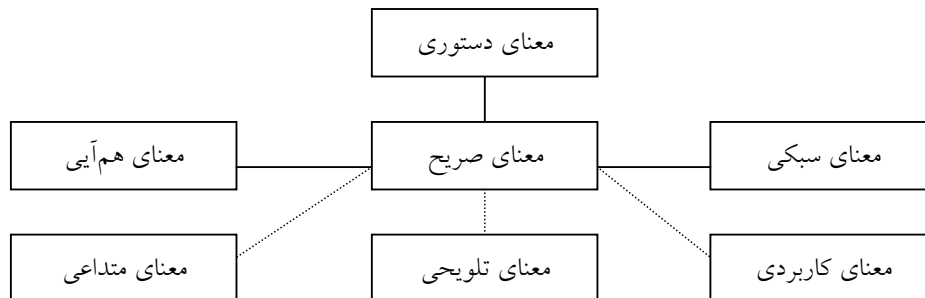 معنای دستوری
معنای سبکی
معنای صریح
معنای هم‌آیی
معنای کاربردی
معنای تلویحی
معنای متداعی